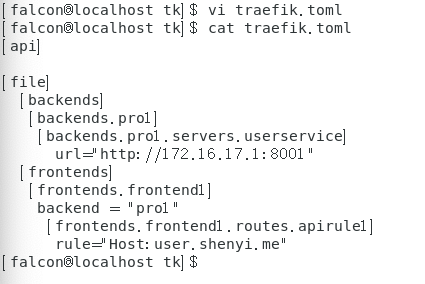 [falcon@localhost tk]$ vi traefik.toml
[falcon@localhost tk]$ cat traefik.toml
[api]

[file]
  [backends]
   [backends.pro1]
    [backends.pro1.servers.userservice]
      url="http://172.16.17.1:8001"
  [frontends]
   [frontends.frontend1]
    backend = "pro1"
     [frontends.frontend1.routes.apirule1]
      rule="Host:user.shenyi.me"
[falcon@localhost tk]$